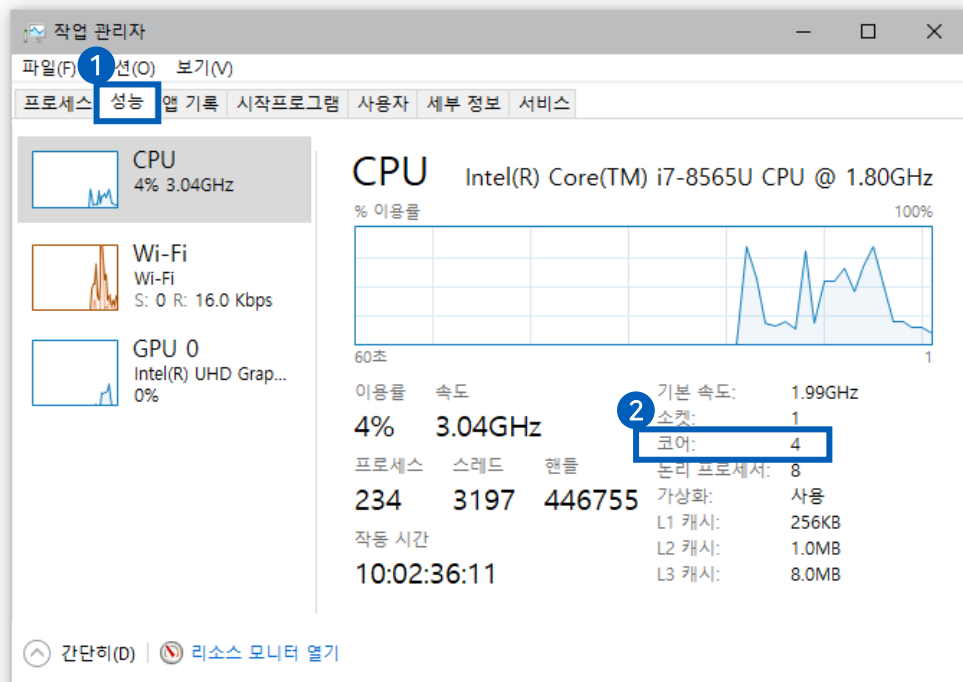 작업 관리자
파일(F) 션(O) 보기(V)
1
프로세스 성능 앱 기록 시작프로그램 사용자 세부 정보 서비스
CPU
4% 3.04GHz
Wi-Fi
Wi-Fi
S: 0 R: 16.0 Kbps
GPU 0
Intel(R) UHD Grap...
0%
CPU Intel(R) Core(TM) i7-8565U CPU @ 1.80GHz
% 이용률 100%
60초 1
이용률 속도
4% 3.04GHz
프로세스 스레드 핸들
234 3197 446755
작동 시간
10:02:36:11
기본 속도: 1.99GHz
2
소켓: 1
코어: 4
논리 프로세서: 8
가상화: 사용
L1 캐시: 256KB
L2 캐시: 1.0MB
L3 캐시: 8.0MB
간단히(D) 리소스 모니터 열기